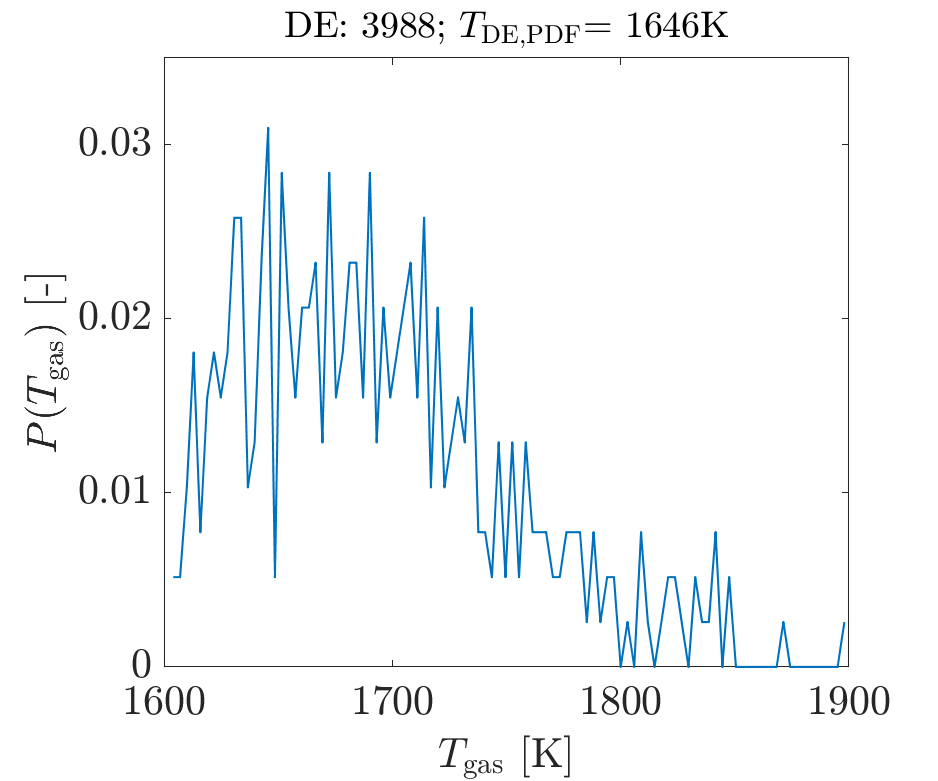 DE: 3988; T_DE,PDF= 1646K
P(T_gas) [-]
0.03
0.02
0.01
0
1600 1700 1800 1900
T_gas [K]